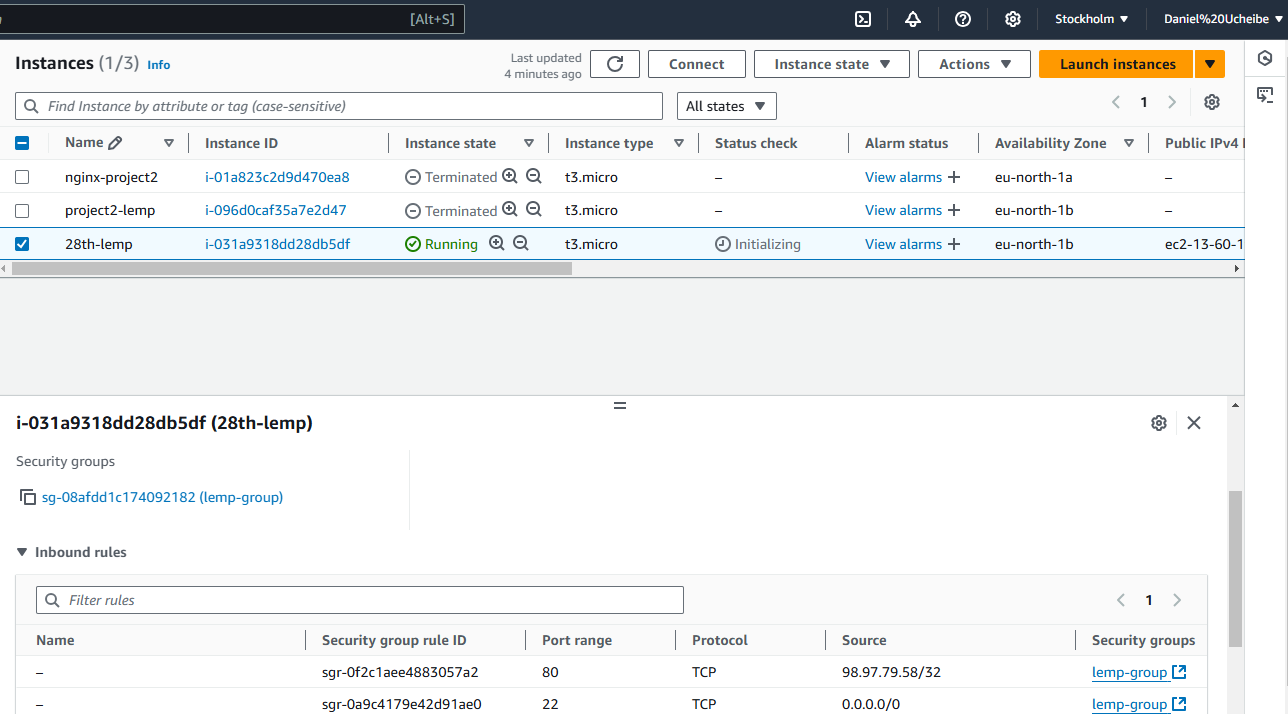 [Alt+S]
Stockholm ▼ Daniel%20Ucheibe ▼
Instances (1/3) Info
Last updated
4 minutes ago
Connect Instance state Actions Launch instances
Find Instance by attribute or tag (case-sensitive) All states 1
Name Instance ID Instance state Instance type Status check Alarm status Availability Zone Public IPv4
nginx-project2 i-01a823c2d9d470ea8 Terminated t3.micro – View alarms + eu-north-1a –
project2-lemp i-096d0caf35a7e2d47 Terminated t3.micro – View alarms + eu-north-1b –
28th-lemp i-031a9318dd28db5df Running t3.micro Initializing View alarms + eu-north-1b ec2-13-60-1
i-031a9318dd28db5df (28th-lemp)
Security groups
sg-08afdd1c174092182 (lemp-group)
Inbound rules
Filter rules 1
Name Security group rule ID Port range Protocol Source Security groups
– sgr-0f2c1aee4883057a2 80 TCP 98.97.79.58/32 lemp-group
– sgr-0a9c4179e42d91ae0 22 TCP 0.0.0.0/0 lemp-group